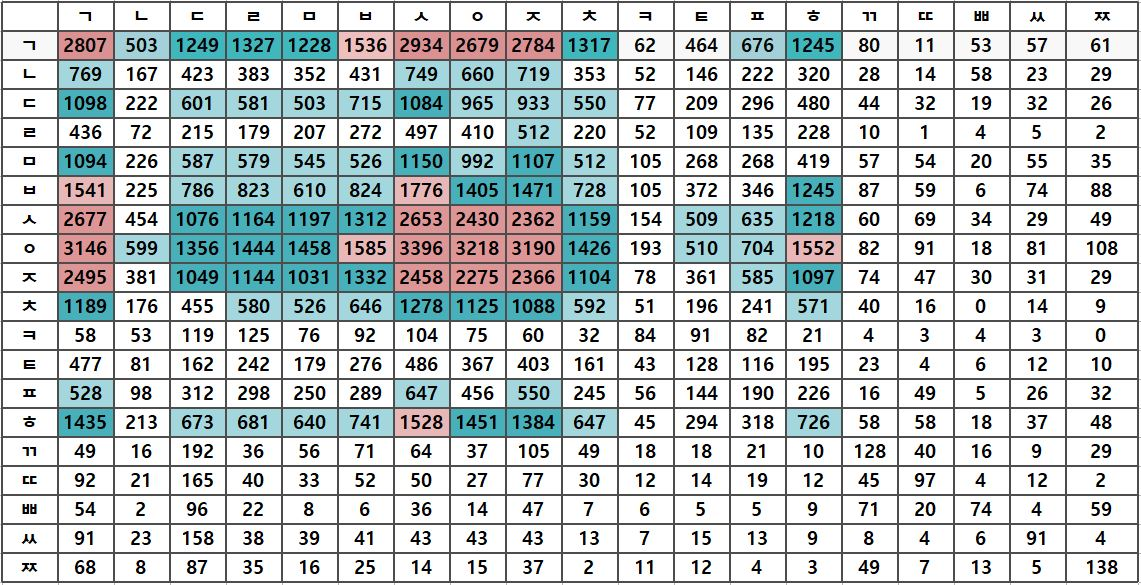 ㄱ ㄴ ㄷ ㄹ ㅁ ㅂ ㅅ ㅇ ㅈ ㅊ ㅋ ㅌ ㅍ ㅎ ㄲ ㄸ ㅃ ㅆ ㅉ
ㄱ 2807 503 1249 1327 1228 1536 2934 2679 2784 1317 62 464 676 1245 80 11 53 57 61
ㄴ 769 167 423 383 352 431 749 660 719 353 52 146 222 320 28 14 58 23 29
ㄷ 1098 222 601 581 503 715 1084 965 933 550 77 209 296 480 44 32 19 32 26
ㄹ 436 72 215 179 207 272 497 410 512 220 52 109 135 228 10 1 4 5 2
ㅁ 1094 226 587 579 545 526 1150 992 1107 512 105 268 268 419 57 54 20 55 35
ㅂ 1541 225 786 823 610 824 1776 1405 1471 728 105 372 346 1245 87 59 6 74 88
ㅅ 2677 454 1076 1164 1197 1312 2653 2430 2362 1159 154 509 635 1218 60 69 34 29 49
ㅇ 3146 599 1356 1444 1458 1585 3396 3218 3190 1426 193 510 704 1552 82 91 18 81 108
ㅈ 2495 381 1049 1144 1031 1332 2458 2275 2366 1104 78 361 585 1097 74 47 30 31 29
ㅊ 1189 176 455 580 526 646 1278 1125 1088 592 51 196 241 571 40 16 0 14 9
ㅋ 58 53 119 125 76 92 104 75 60 32 84 91 82 21 4 3 4 3 0
ㅌ 477 81 162 242 179 276 486 367 403 161 43 128 116 195 23 4 6 12 10
ㅍ 528 98 312 298 250 289 647 456 550 245 56 144 190 226 16 49 5 26 32
ㅎ 1435 213 673 681 640 741 1528 1451 1384 647 45 294 318 726 58 58 18 37 48
ㄲ 49 16 192 36 56 71 64 37 105 49 18 18 21 10 128 40 16 9 29
ㄸ 92 21 165 40 33 52 50 27 77 30 12 14 19 12 45 97 4 12 2
ㅃ 54 2 96 22 8 6 36 14 47 7 6 5 5 9 71 20 74 4 59
ㅆ 91 23 158 38 39 41 43 43 43 13 7 15 13 9 8 4 6 91 4
ㅉ 68 8 87 35 16 25 14 15 37 2 11 12 4 3 49 7 13 5 138